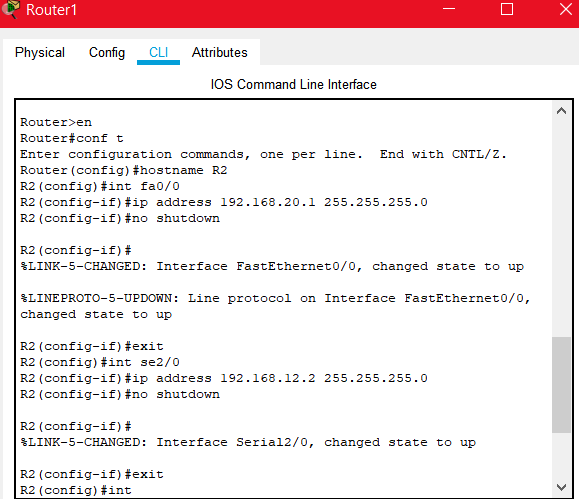 Router1
Physical Config CLI Attributes
IOS Command Line Interface
Router>en
Router#conf t
Enter configuration commands, one per line.  End with CNTL/Z.
Router(config)#hostname R2
R2(config)#int fa0/0
R2(config-if)#ip address 192.168.20.1 255.255.255.0
R2(config-if)#no shutdown
R2(config-if)#
%LINK-5-CHANGED: Interface FastEthernet0/0, changed state to up
%LINEPROTO-5-UPDOWN: Line protocol on Interface FastEthernet0/0,
changed state to up
R2(config-if)#exit
R2(config)#int se2/0
R2(config-if)#ip address 192.168.12.2 255.255.255.0
R2(config-if)#no shutdown
R2(config-if)#
%LINK-5-CHANGED: Interface Serial2/0, changed state to up
R2(config-if)#exit
R2(config)#int